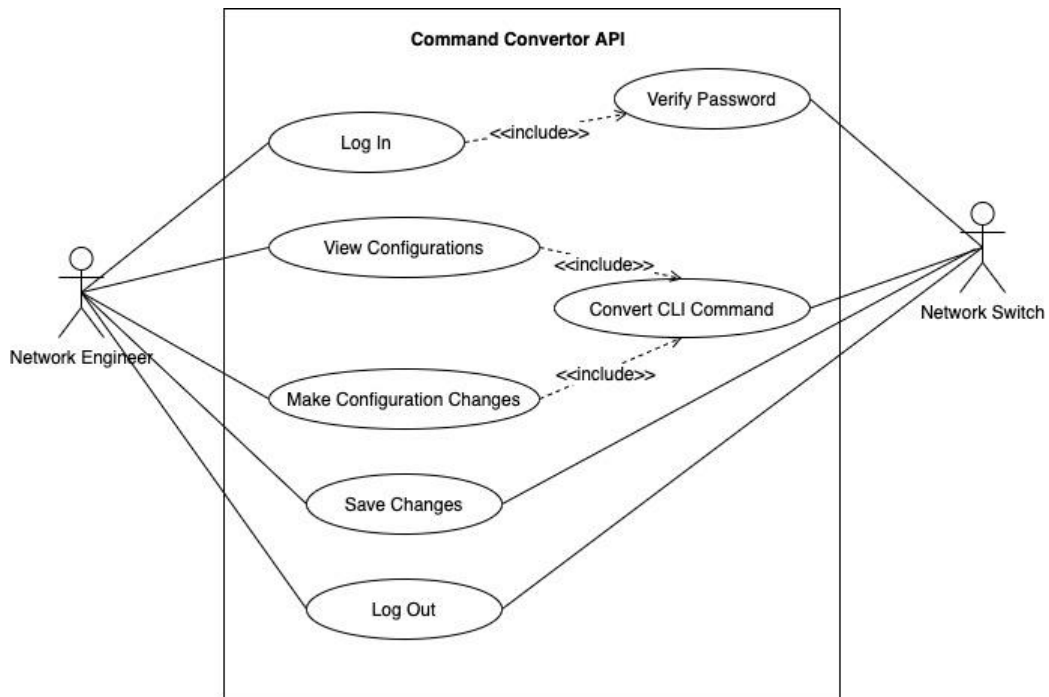 Command Convertor API
Verify Password
<<include>>
Log In
View Configurations
<<include>>
Convert CLI Command
Network Switch
Network Engineer
<<include>>
Make Configuration Changes
Save Changes
Log Out